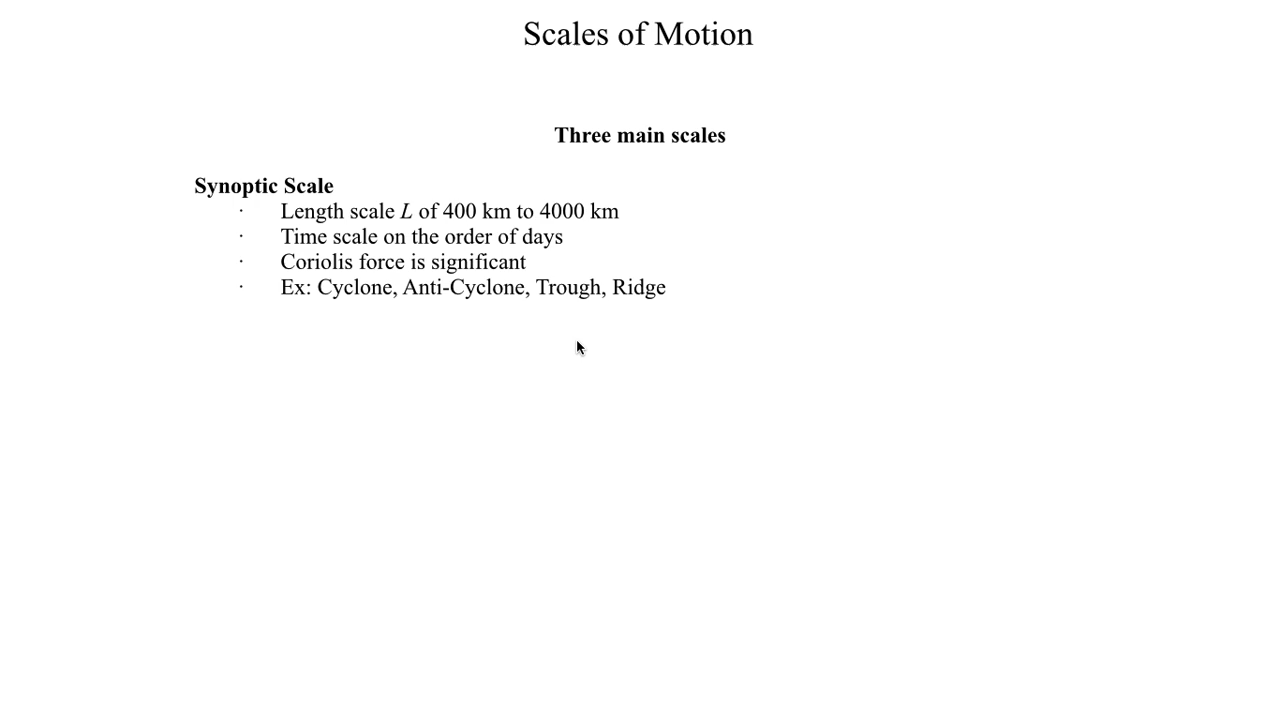 Scales of Motion
Three main scales
Synoptic Scale
· Length scale L of 400 km to 4000 km
· Time scale on the order of days
· Coriolis force is significant
· Ex: Cyclone, Anti-Cyclone, Trough, Ridge